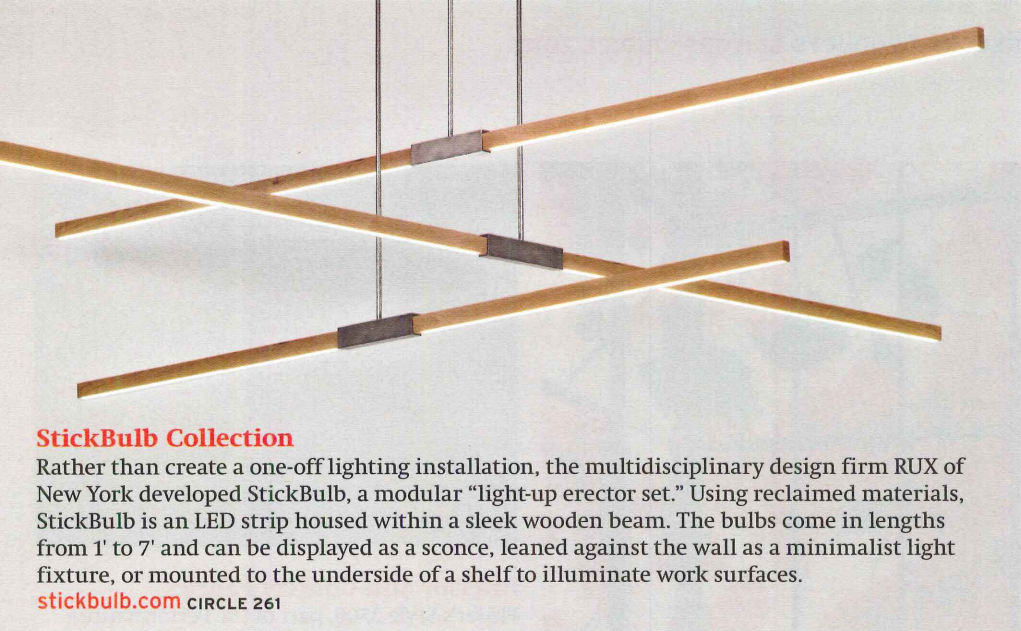 StickBulb Collection
Rather than create a one-off lighting installation, the multidisciplinary design firm RUX of
New York developed StickBulb, a modular “light-up erector set.” Using reclaimed materials,
StickBulb is an LED strip housed within a sleek wooden beam. The bulbs come in lengths
from 1' to 7' and can be displayed as a sconce, leaned against the wall as a minimalist light
fixture, or mounted to the underside of a shelf to illuminate work surfaces.
stickbulb.com CIRCLE 261